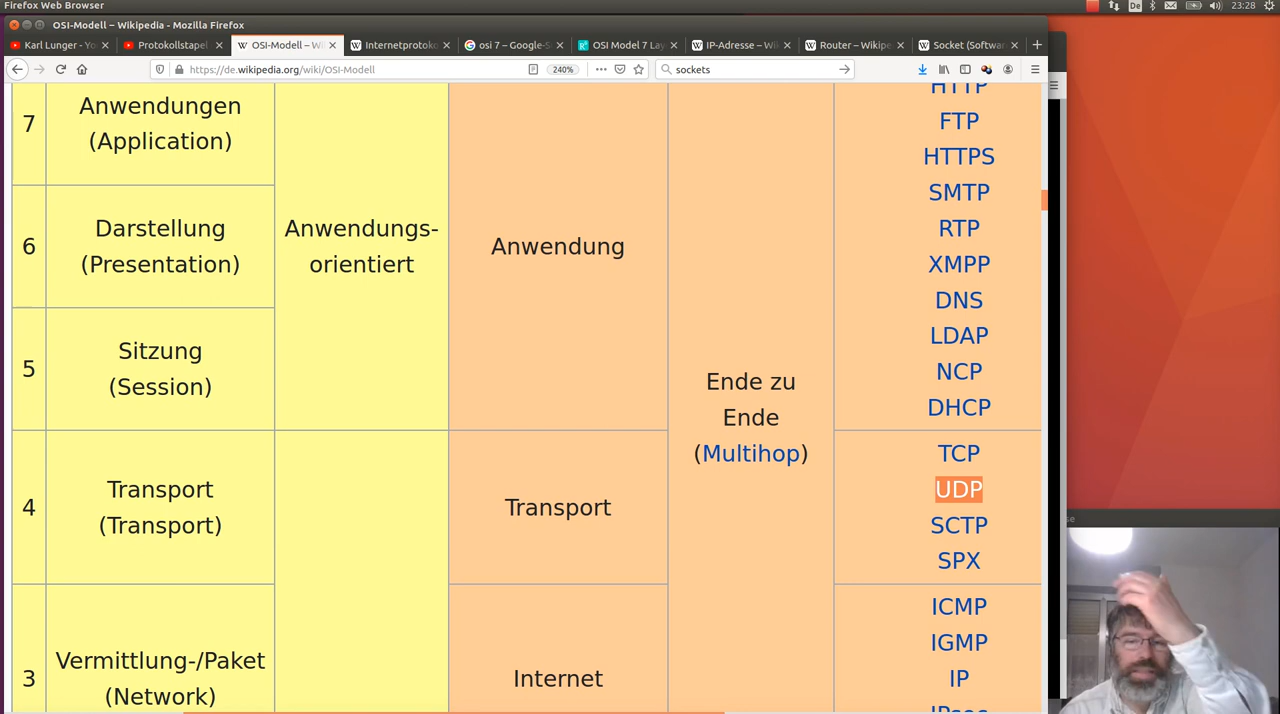 Firefox Web Browser
De
23:28
OSI-Modell – Wikipedia - Mozilla Firefox
Karl Lunger - Yo
Protokollstapel
OSI-Modell – Wi
Internetprotoko
osi 7 – Google-S
OSI Model 7 Lay
IP-Adresse – Wik
Router – Wikipe
Socket (Softwar
https://de.wikipedia.org/wiki/OSI-Modell
240%
sockets
7
Anwendungen
(Application)
6
Darstellung
(Presentation)
5
Sitzung
(Session)
Anwendungs-
orientiert
Anwendung
HTTP
FTP
HTTPS
SMTP
RTP
XMPP
DNS
LDAP
NCP
DHCP
Ende zu
Ende
(Multihop)
4
Transport
(Transport)
Transport
TCP
UDP
SCTP
SPX
3
Vermittlung-/Paket
(Network)
Internet
ICMP
IGMP
IP
IPsec